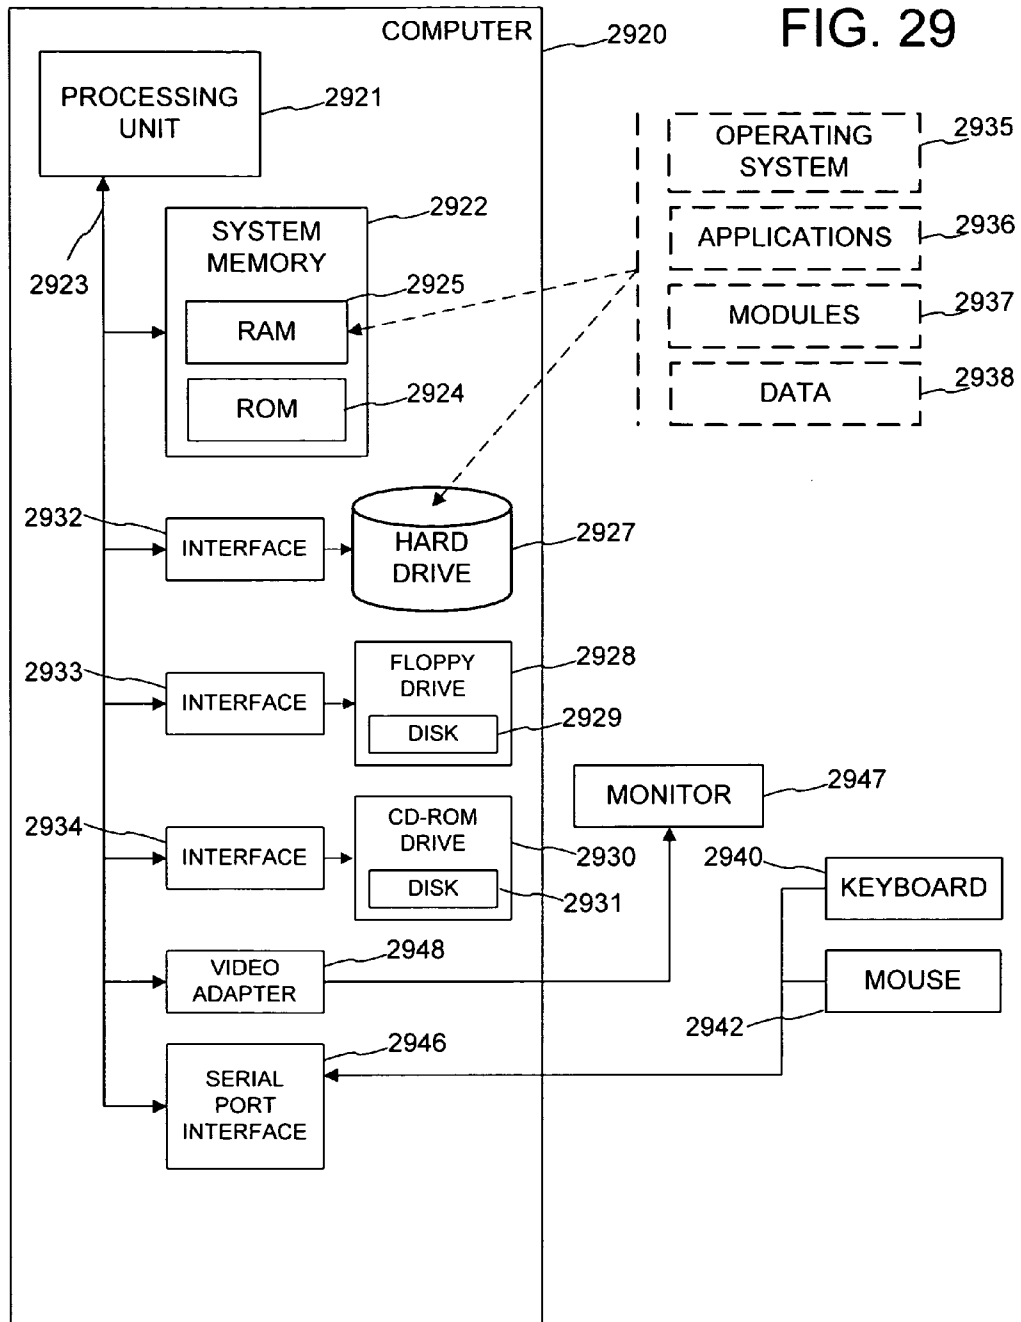 FIG. 29
COMPUTER
2920
PROCESSING
UNIT
2921
2923
SYSTEM
MEMORY
2922
RAM
2925
ROM
2924
OPERATING
SYSTEM
2935
APPLICATIONS
2936
MODULES
2937
DATA
2938
2932
INTERFACE
HARD
DRIVE
2927
2933
INTERFACE
FLOPPY
DRIVE
2928
DISK
2929
2934
INTERFACE
CD-ROM
DRIVE
2930
DISK
2931
MONITOR
2947
2940
KEYBOARD
MOUSE
2942
VIDEO
ADAPTER
2948
2946
SERIAL
PORT
INTERFACE